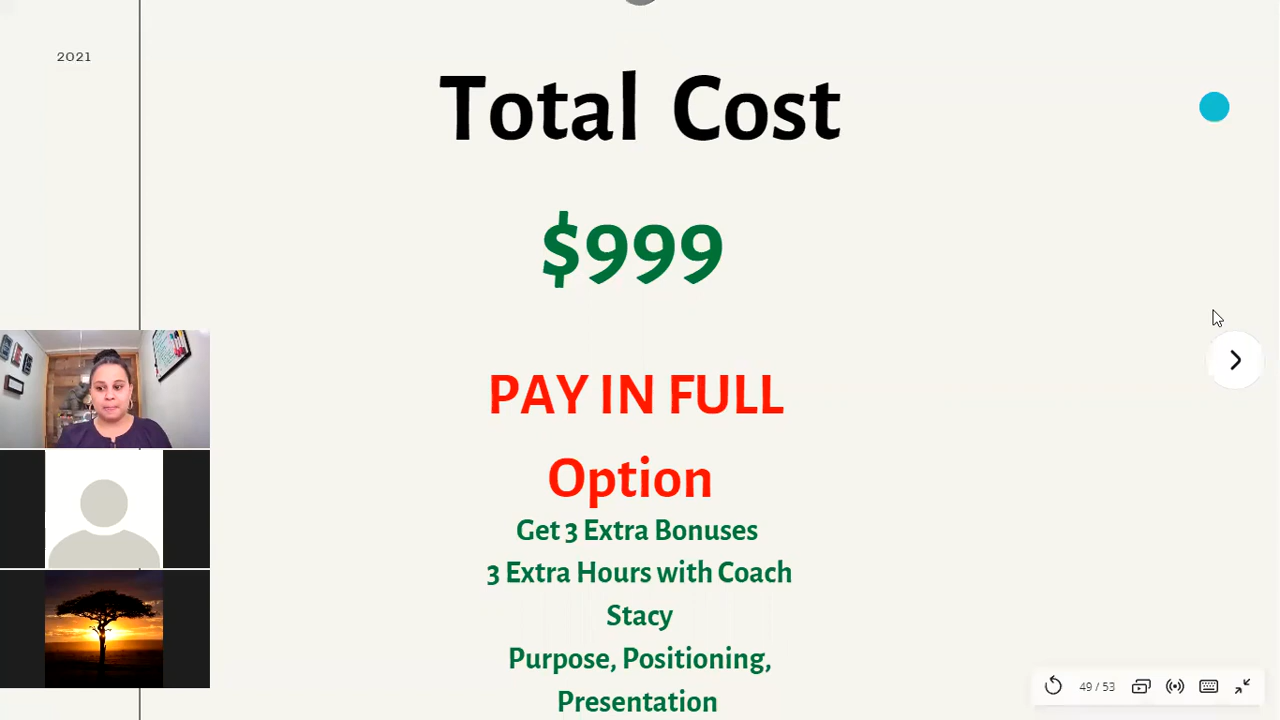 2021
Total Cost
$999
PAY IN FULL
Option
Get 3 Extra Bonuses
3 Extra Hours with Coach
Stacy
Purpose, Positioning,
Presentation
49 / 53